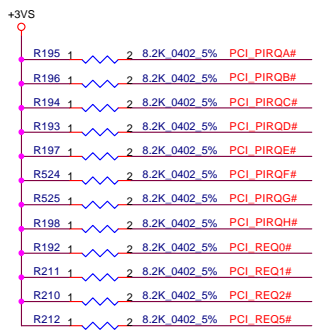 +3VS
R195 1 2 8.2K_0402_5% PCI_PIRQA#
R196 1 2 8.2K_0402_5% PCI_PIRQB#
R194 1 2 8.2K_0402_5% PCI_PIRQC#
R193 1 2 8.2K_0402_5% PCI_PIRQD#
R197 1 2 8.2K_0402_5% PCI_PIRQE#
R524 1 2 8.2K_0402_5% PCI_PIRQF#
R525 1 2 8.2K_0402_5% PCI_PIRQG#
R198 1 2 8.2K_0402_5% PCI_PIRQH#
R192 1 2 8.2K_0402_5% PCI_REQ0#
R211 1 2 8.2K_0402_5% PCI_REQ1#
R210 1 2 8.2K_0402_5% PCI_REQ2#
R212 1 2 8.2K_0402_5% PCI_REQ5#